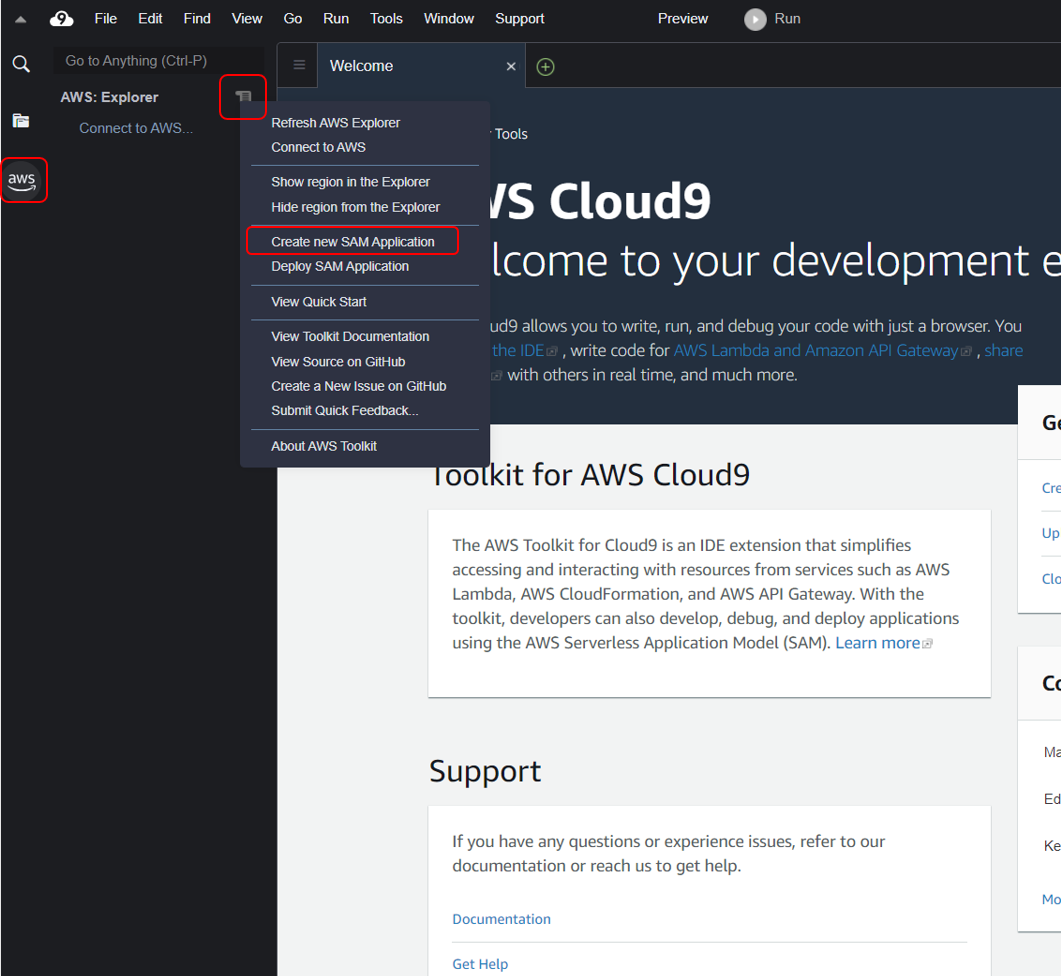 9 File Edit Find View Go Run Tools Window Support Preview Run
Go to Anything (Ctrl-P)
Welcome
AWS: Explorer
Connect to AWS...
aws
Refresh AWS Explorer
Connect to AWS
Show region in the Explorer
Hide region from the Explorer
Create new SAM Application
Deploy SAM Application
View Quick Start
View Toolkit Documentation
View Source on GitHub
Create a New Issue on GitHub
Submit Quick Feedback...
About AWS Toolkit
Tools
WS Cloud9
lcome to your development e
ud9 allows you to write, run, and debug your code with just a browser. You
the IDE , write code for AWS Lambda and Amazon API Gateway , share
with others in real time, and much more.
Toolkit for AWS Cloud9
The AWS Toolkit for Cloud9 is an IDE extension that simplifies
accessing and interacting with resources from services such as AWS
Lambda, AWS CloudFormation, and AWS API Gateway. With the
toolkit, developers can also develop, debug, and deploy applications
using the AWS Serverless Application Model (SAM). Learn more
Support
If you have any questions or experience issues, refer to our
documentation or reach us to get help.
Documentation
Get Help
Ge
Cre
Up
Clo
Co
Ma
Ed
Ke
Mo